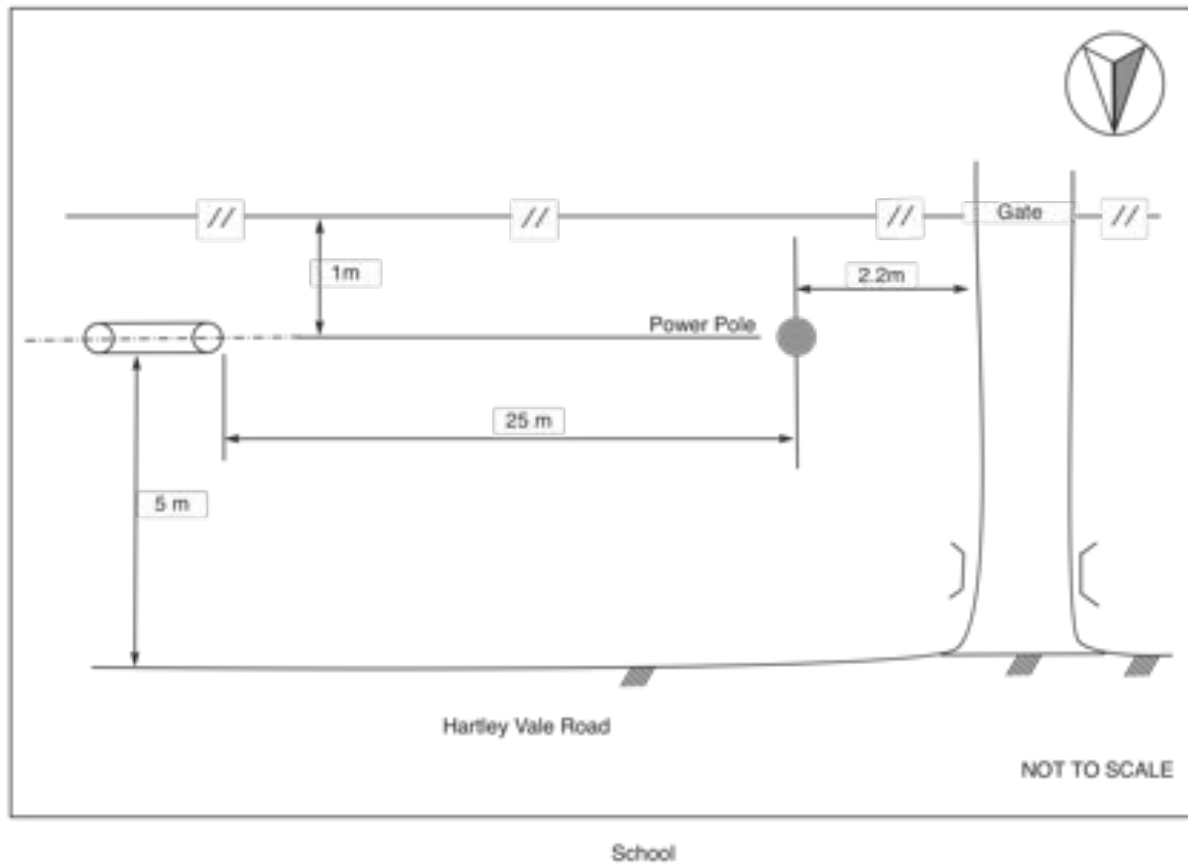 Gate
1m
2.2m
Power Pole
25 m
5 m
Hartley Vale Road
NOT TO SCALE
School